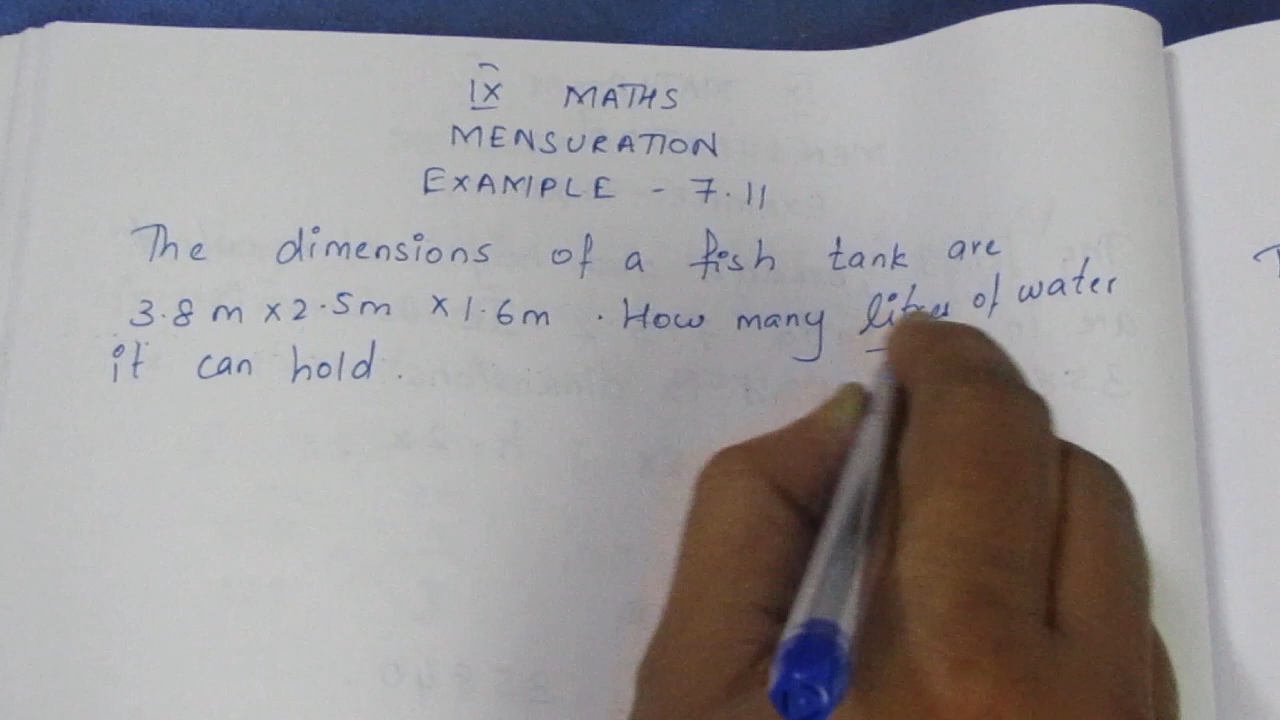 IX MATHS
MENSURATION
EXAMPLE - 7.11
The dimensions of a fish tank are
3.8 m x 2.5m x 1.6m . How many litres of water
it can hold.